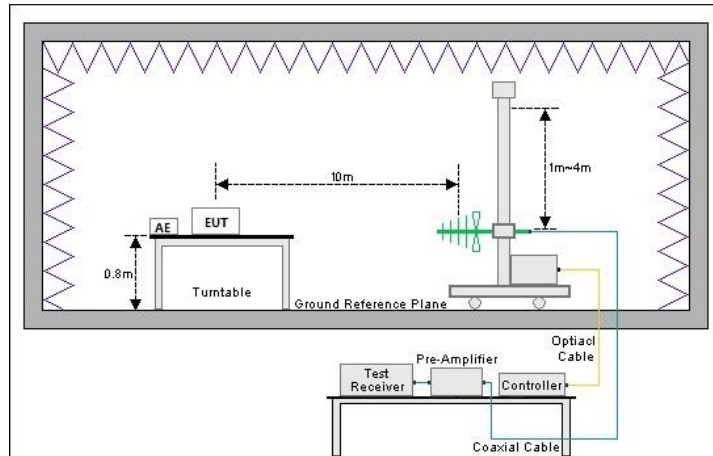 1m~4m
10m
AE
EUT
0.8m
Turntable
Ground Reference Plane
Optiacl
Cable
Pre-Amplifier
Test
Receiver
Controller
Coaxial Cable